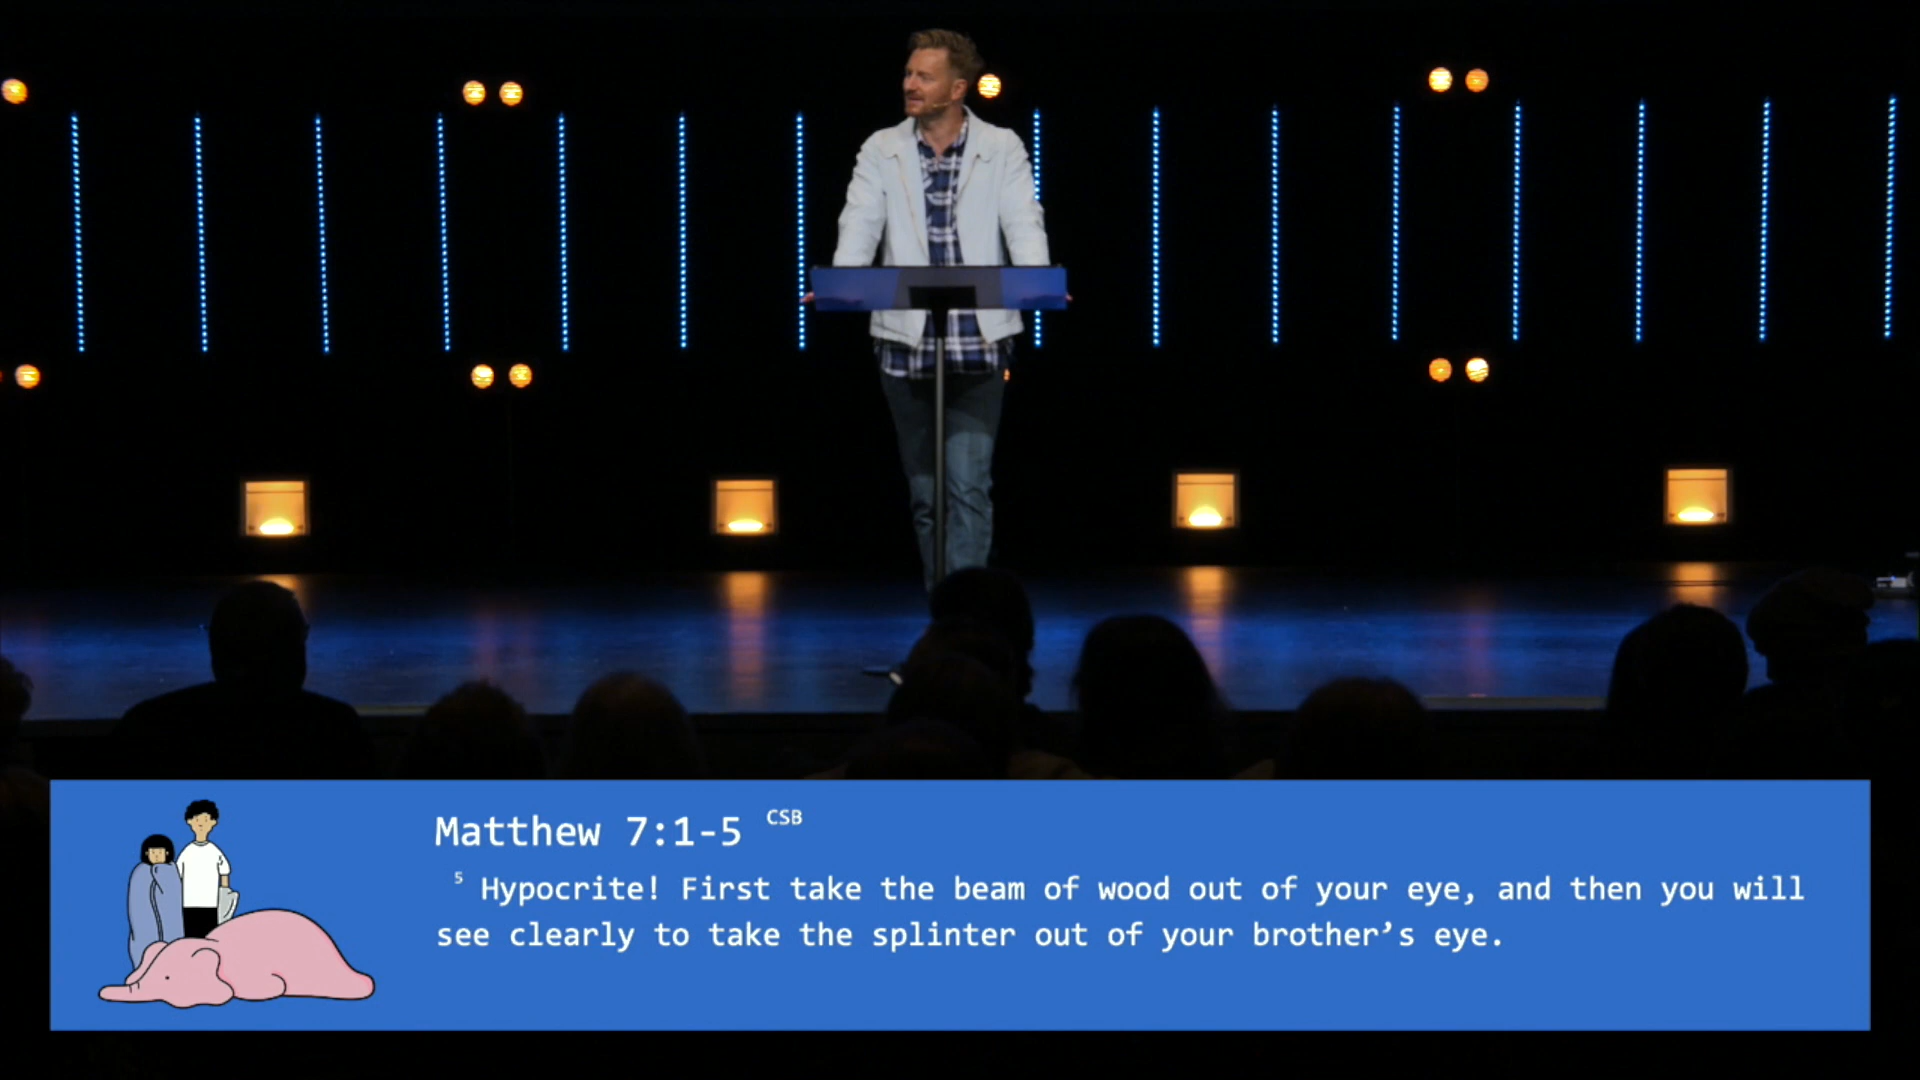 Matthew 7:1-5 CSB
5 Hypocrite! First take the beam of wood out of your eye, and then you will
see clearly to take the splinter out of your brother’s eye.